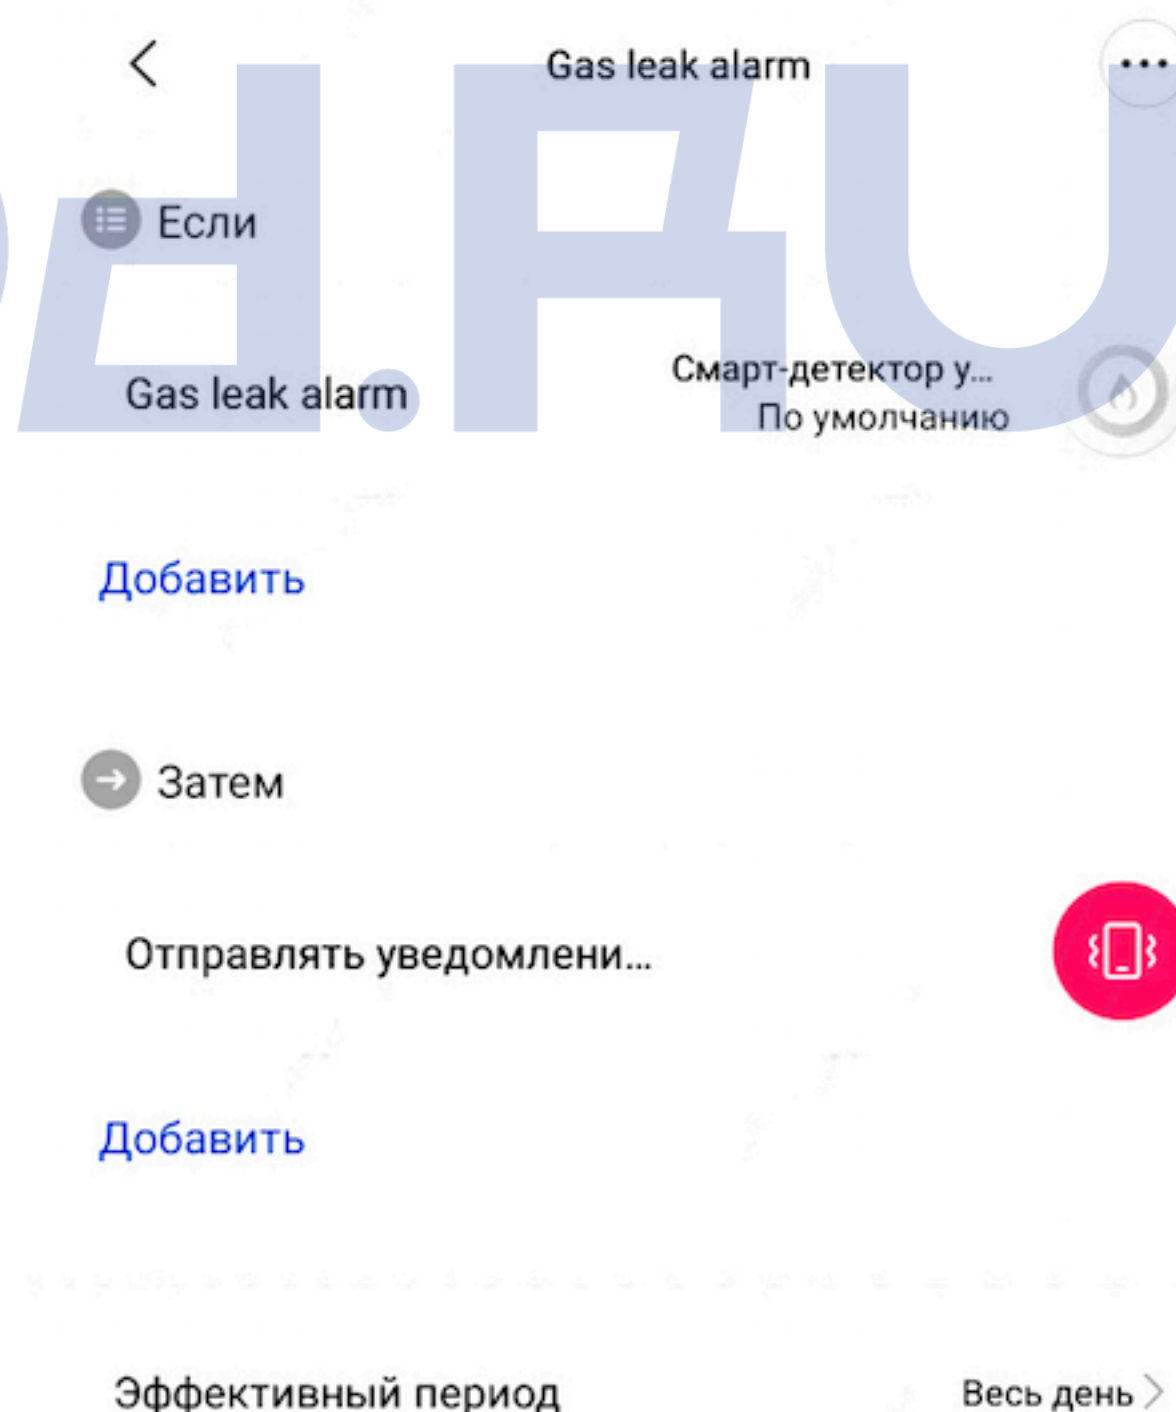 Gas leak alarm
Если
Gas leak alarm
Смарт-детектор у...
По умолчанию
Добавить
Затем
Отправлять уведомлени...
Добавить
Эффективный период
Весь день